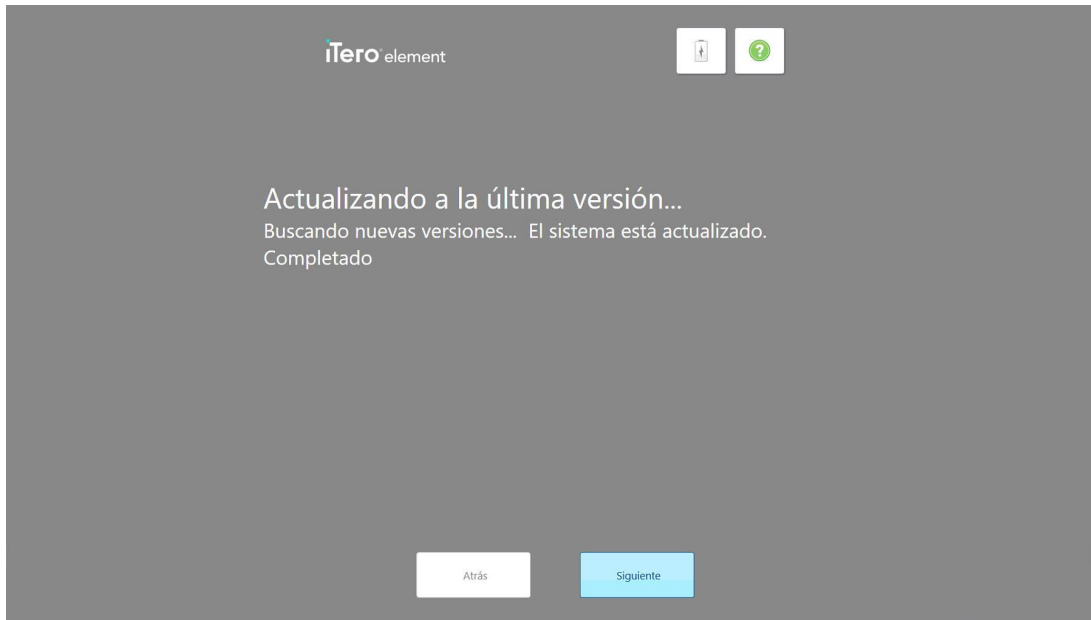 iTero element
?
Actualizando a la última versión...
Buscando nuevas versiones... El sistema está actualizado.
Completado
Atrás
Siguiente